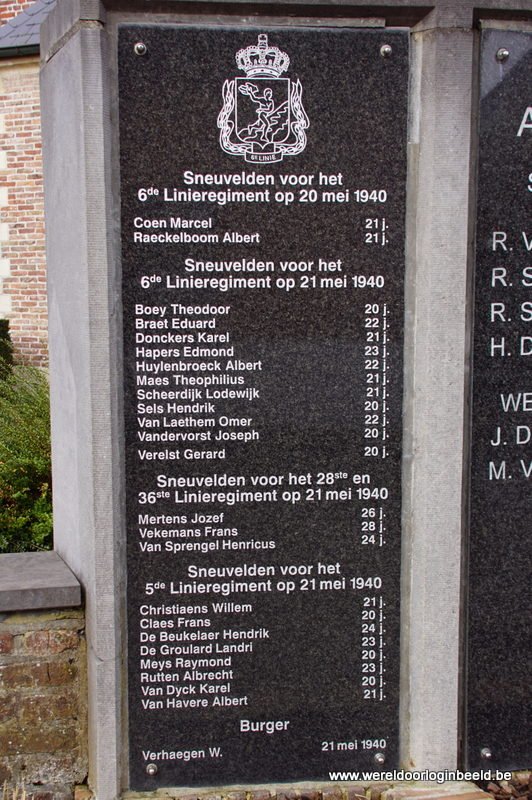 6E LINIE
Sneuvelden voor het
6de Linieregiment op 20 mei 1940
Coen Marcel 21 j.
Raeckelboom Albert 21 j.
Sneuvelden voor het
6de Linieregiment op 21 mei 1940
Boey Theodoor 20 j.
Braet Eduard 22 j.
Donckers Karel 21 j.
Hapers Edmond 23 j.
Huylenbroeck Albert 22 j.
Maes Theophilius 21 j.
Scheerdijk Lodewijk 21 j.
Sels Hendrik 20 j.
Van Laethem Omer 22 j.
Vandervorst Joseph 20 j.
Verelst Gerard 20 j.
Sneuvelden voor het 28ste en
36ste Linieregiment op 21 mei 1940
Mertens Jozef 26 j.
Vekemans Frans 28 j.
Van Sprengel Henricus 24 j.
Sneuvelden voor het
5de Linieregiment op 21 mei 1940
Christiaens Willem 21 j.
Claes Frans 20 j.
De Beukelaer Hendrik 24 j.
De Groulard Landri 23 j.
Meys Raymond 20 j.
Rutten Albrecht 23 j.
Van Dyck Karel 20 j.
Van Havere Albert 21 j.
Burger
Verhaegen W. 21 mei 1940
A
S
R. V
R. S
R. S
H. D
WE
J. D
M. V
www.wereldoorloginbeeld.be